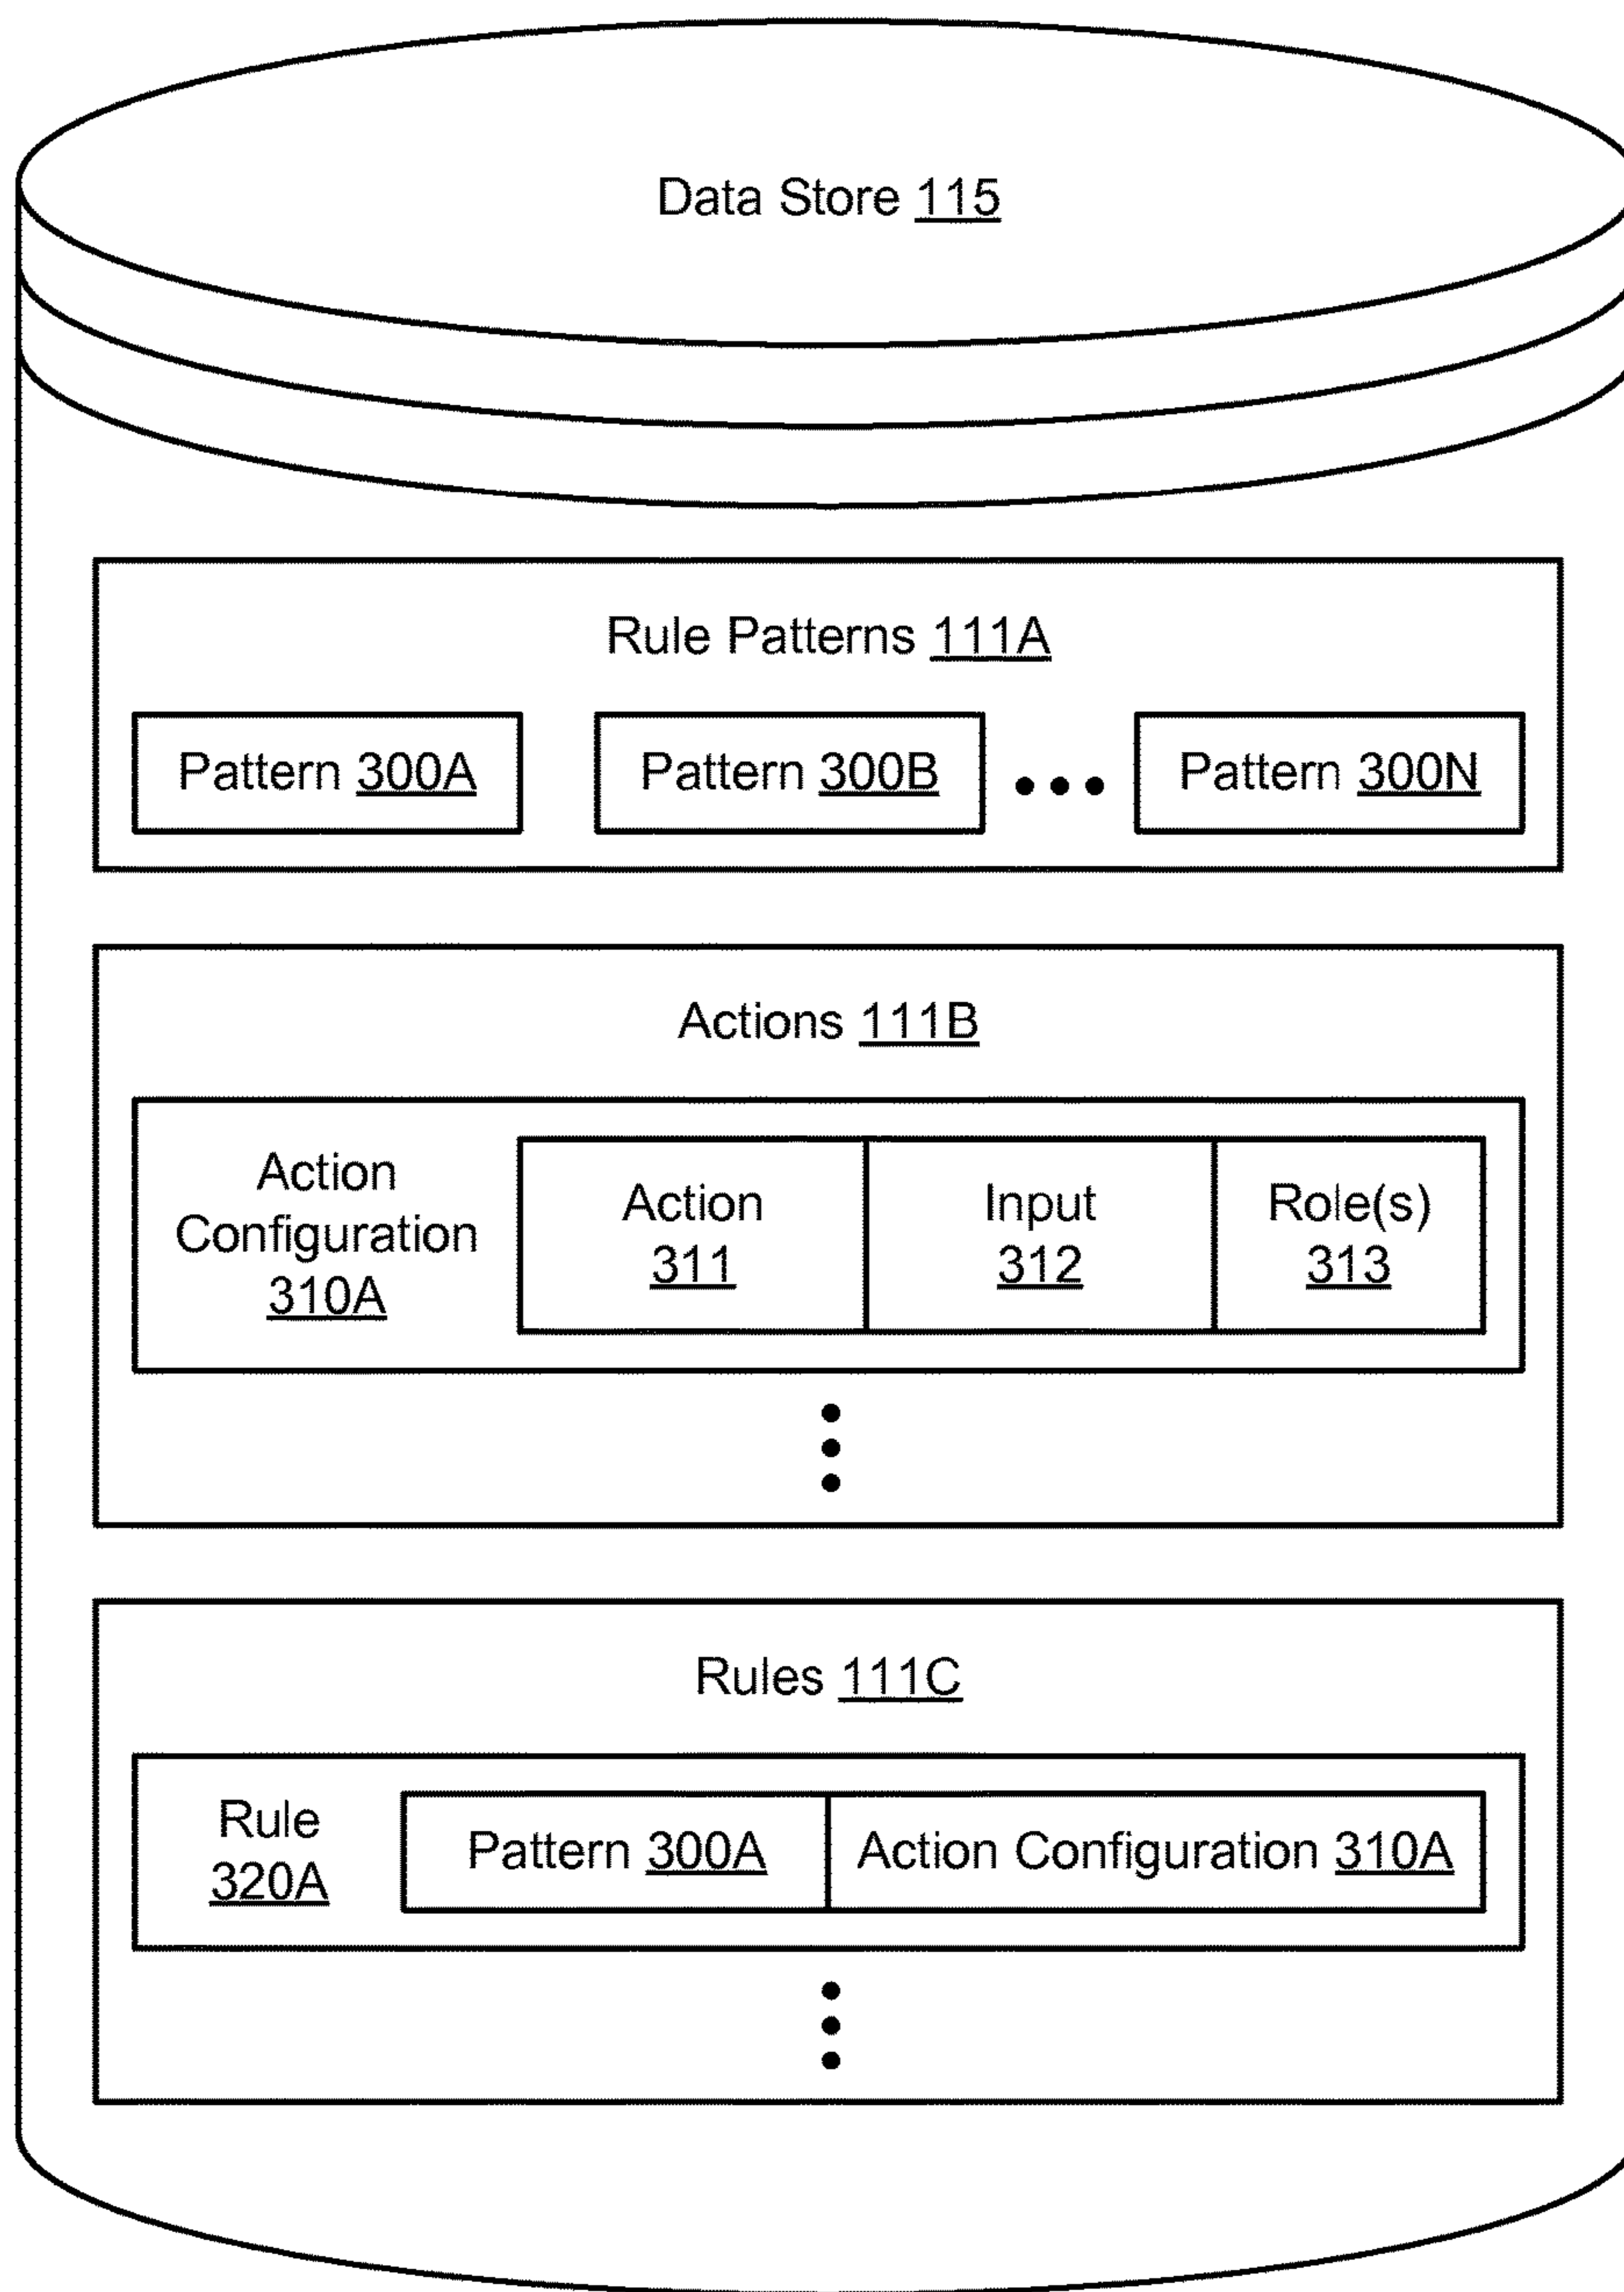 Data Store 115
Rule Patterns 111A
Pattern 300A
Pattern 300B
Pattern 300N
Actions 111B
Action
Configuration
310A
Action
311
Input
312
Role(s)
313
Rules 111C
Rule
320A
Pattern 300A
Action Configuration 310A